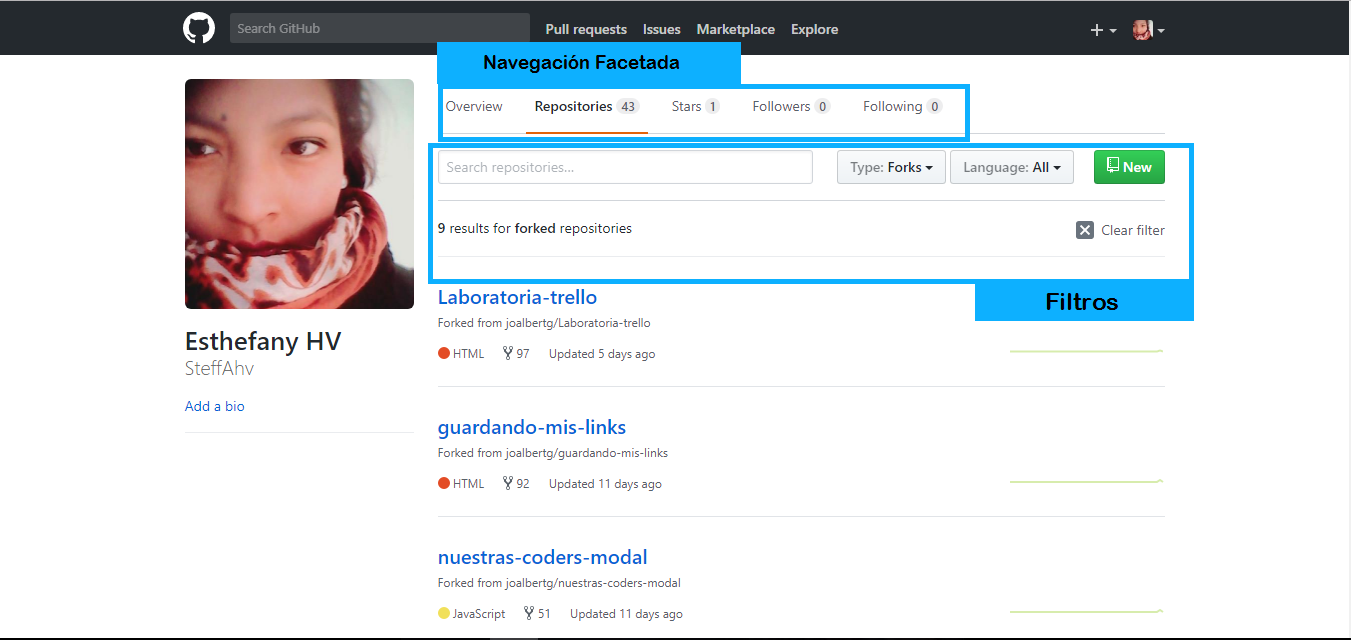 Search GitHub
Pull requests Issues Marketplace Explore
Navegación Facetada
Overview Repositories 43 Stars 1 Followers 0 Following 0
Search repositories...
Type: Forks
Language: All
New
9 results for forked repositories
Clear filter
Filtros
Esthefany HV
SteffAhv
Add a bio
Laboratoria-trello
Forked from joalbertg/Laboratoria-trello
HTML 97 Updated 5 days ago
guardando-mis-links
Forked from joalbertg/guardando-mis-links
HTML 92 Updated 11 days ago
nuestras-coders-modal
Forked from joalbertg/nuestras-coders-modal
JavaScript 51 Updated 11 days ago